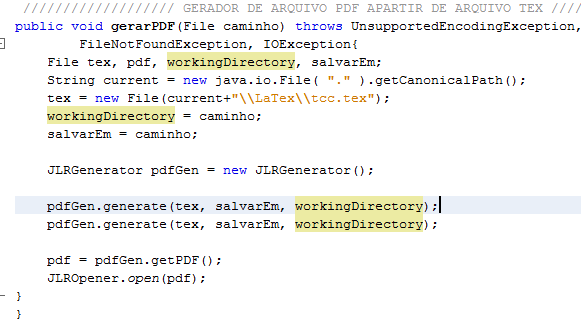 //////////////////// GERADOR DE ARQUIVO PDF APARTIR DE ARQUIVO TEX ////
public void gerarPDF(File caminho) throws UnsupportedEncodingException,
FileNotFoundException, IOException{
File tex, pdf, workingDirectory, salvarEm;
String current = new java.io.File( "." ).getCanonicalPath();
tex = new File(current+"\\LaTex\\tcc.tex");
workingDirectory = caminho;
salvarEm = caminho;
JLRGenerator pdfGen = new JLRGenerator();
pdfGen.generate(tex, salvarEm, workingDirectory);
pdfGen.generate(tex, salvarEm, workingDirectory);
pdf = pdfGen.getPDF();
JLROpener.open(pdf);
}
}